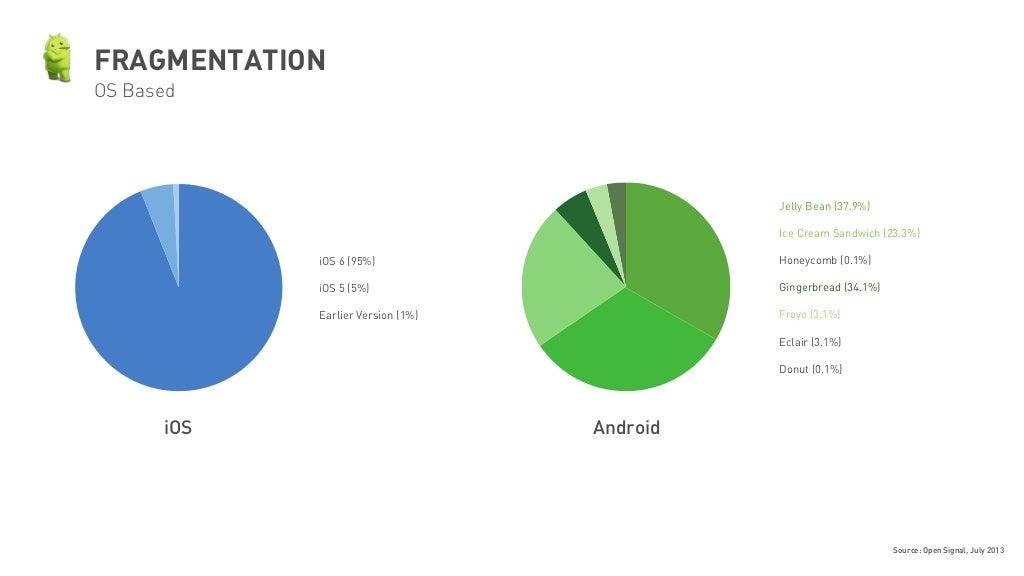 FRAGMENTATION
OS Based
iOS 6 (95%)
iOS 5 (5%)
Earlier Version (1%)
iOS
Jelly Bean (37.9%)
Ice Cream Sandwich (23.3%)
Honeycomb (0.1%)
Gingerbread (34.1%)
Froyo (3.1%)
Eclair (3.1%)
Donut (0.1%)
Android
Source: Open Signal, July 2013